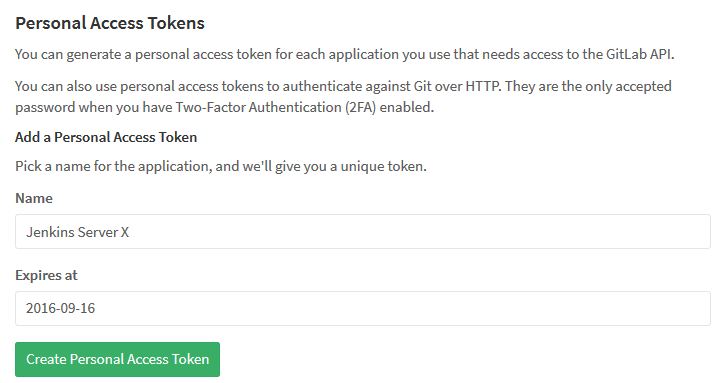 Personal Access Tokens
You can generate a personal access token for each application you use that needs access to the GitLab API.
You can also use personal access tokens to authenticate against Git over HTTP. They are the only accepted
password when you have Two-Factor Authentication (2FA) enabled.
Add a Personal Access Token
Pick a name for the application, and we'll give you a unique token.
Name
Jenkins Server X
Expires at
2016-09-16
Create Personal Access Token